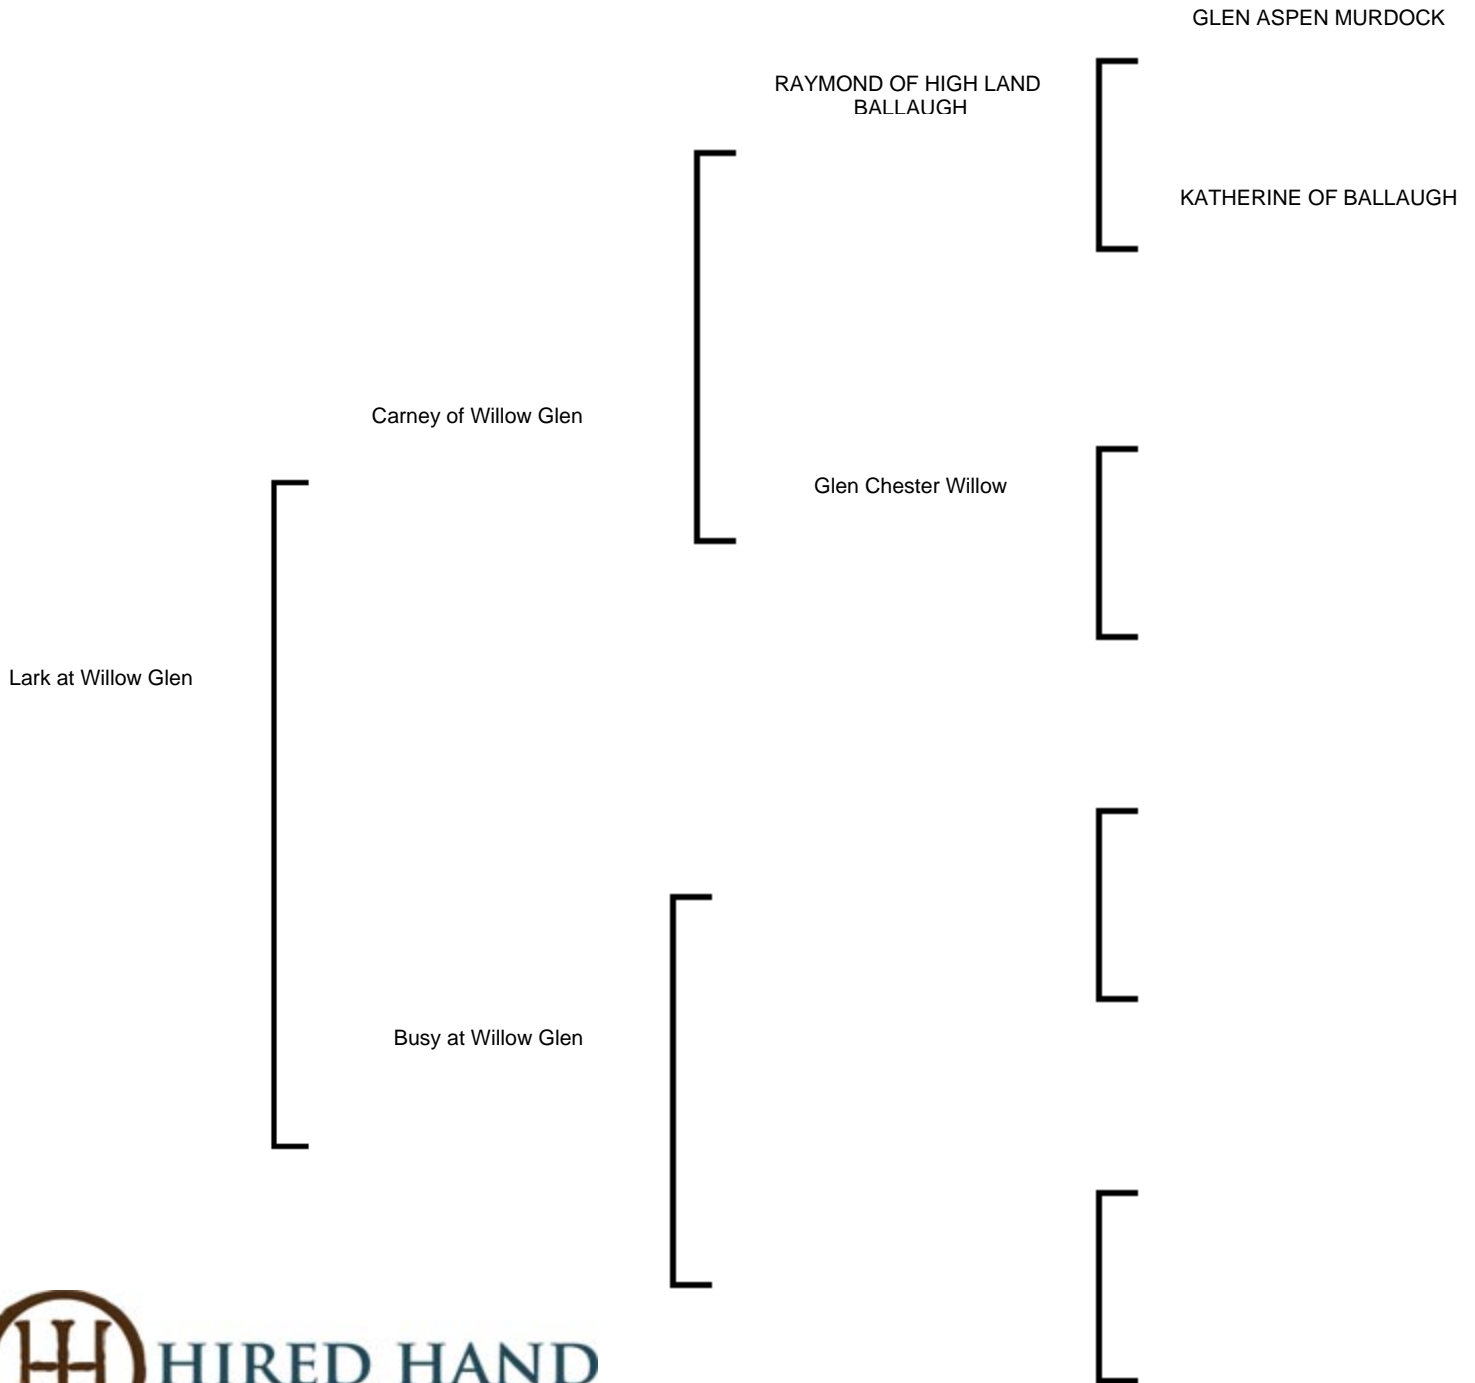 GLEN ASPEN MURDOCK
RAYMOND OF HIGH LAND
BALLAUGH
KATHERINE OF BALLAUGH
Carney of Willow Glen
Glen Chester Willow
Lark at Willow Glen
Busy at Willow Glen
HH HIRED HAND